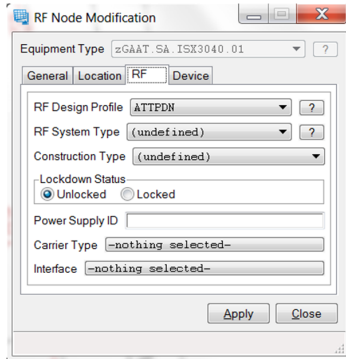 RF Node Modification
Equipment Type zGAAT.SA.ISX3040.01 ?
General Location RF Device
RF Design Profile ATTPDN ?
RF System Type (undefined) ?
Construction Type (undefined)
Lockdown Status
Unlocked Locked
Power Supply ID
Carrier Type -nothing selected-
Interface -nothing selected-
Apply Close